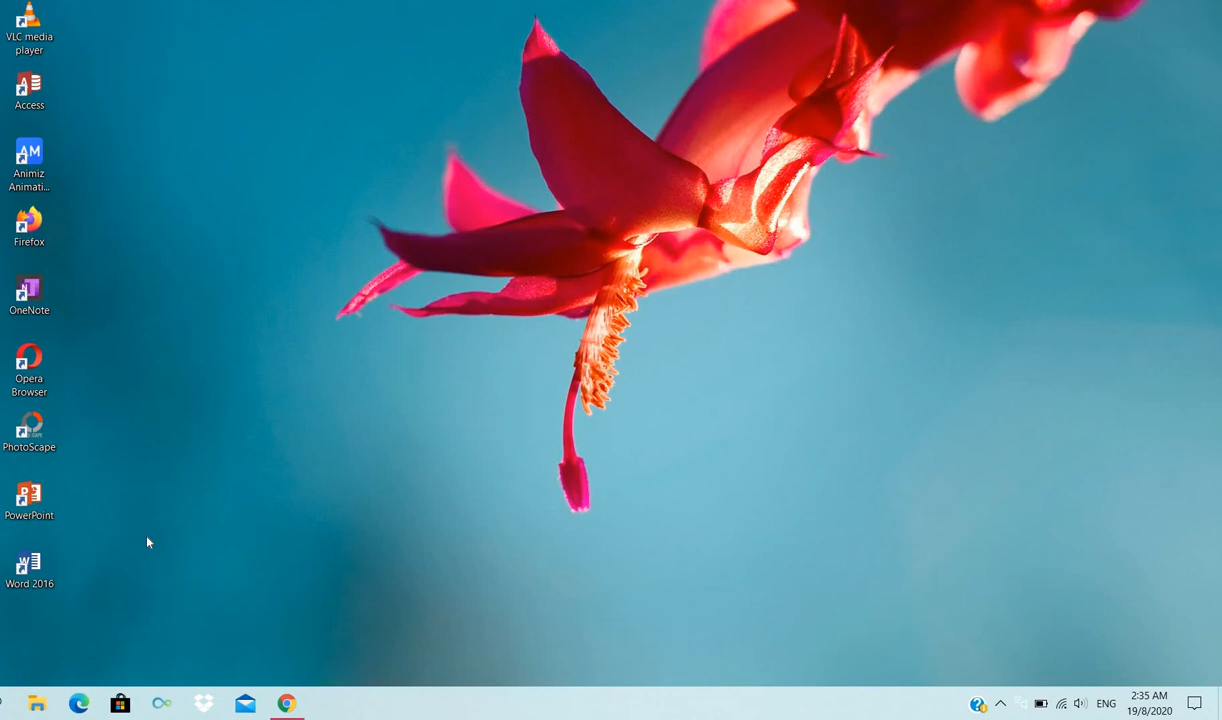 VLC media
player
Access
AM
Animiz
Animati...
Firefox
N
OneNote
Opera
Browser
PhotoScape
P
PowerPoint
W
Word 2016
ENG
2:35 AM
19/8/2020